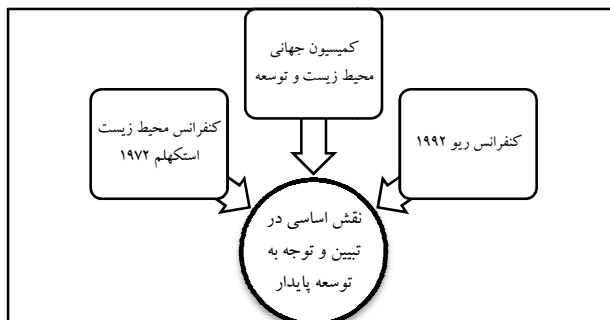 کمیسیون جهانی
محیط زیست و توسعه
کنفرانس ریو ۱۹۹۲
کنفرانس محیط زیست
استکهلم ۱۹۷۲
نقش اساسی در
تبیین و توجه به
توسعه پایدار